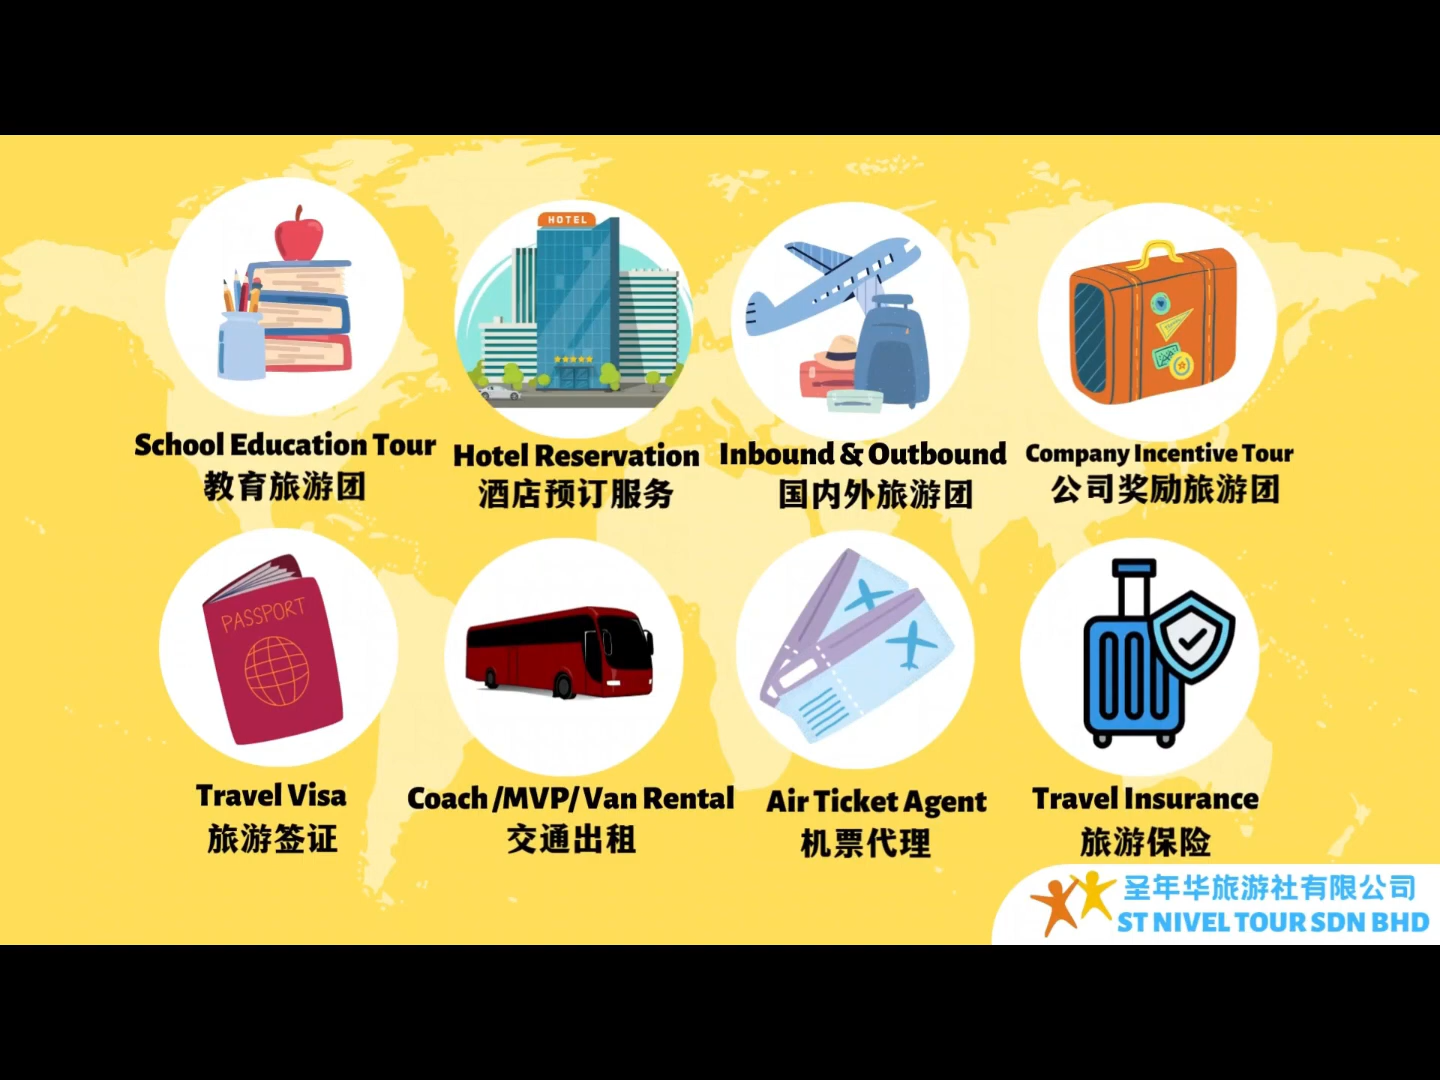 HOTEL
School Education Tour
教育旅游团
Hotel Reservation
酒店预订服务
Inbound & Outbound
国内外旅游团
Company Incentive Tour
公司奖励旅游团
PASSPORT
Travel Visa
旅游签证
Coach /MVP/ Van Rental
交通出租
Air Ticket Agent
机票代理
Travel Insurance
旅游保险
圣年华旅游社有限公司
ST NIVEL TOUR SDN BHD